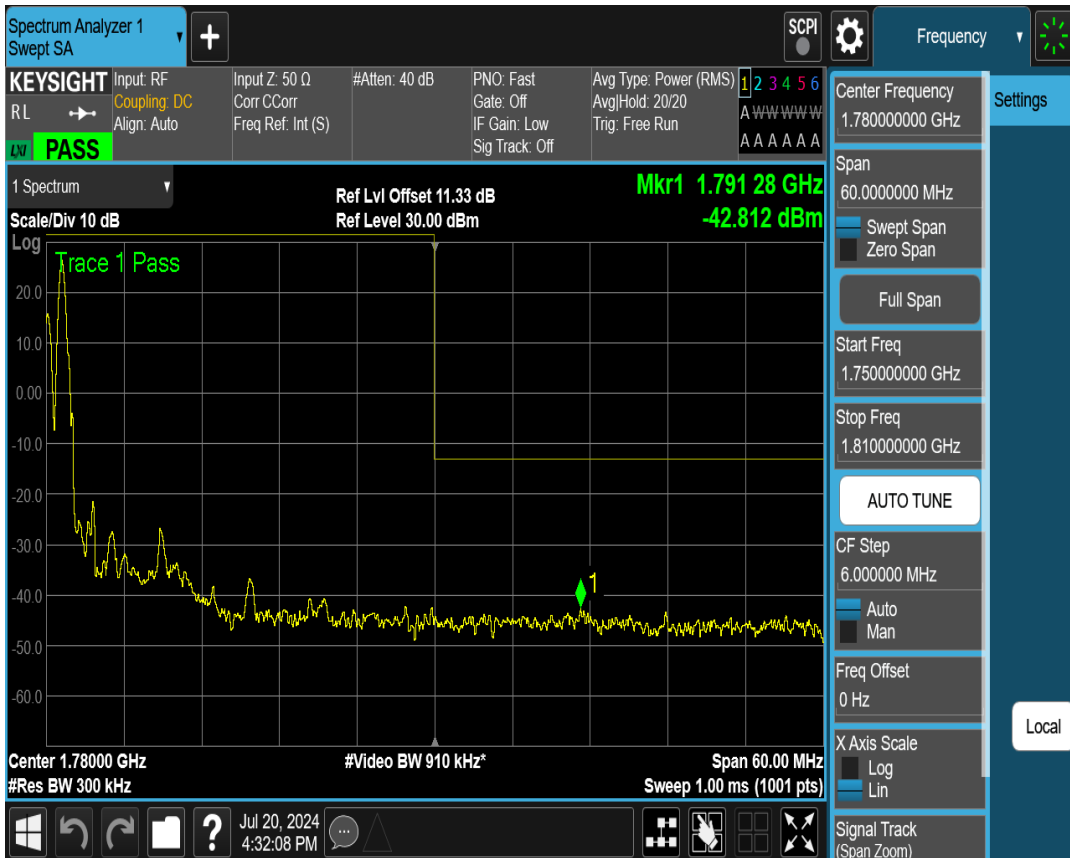 Spectrum Analyzer 1
Swept SA
+
SCPI
Frequency
KEYSIGHT
R L
LXI PASS
Input: RF
Coupling: DC
Align: Auto
Input Z: 50 Ω
Corr CCorr
Freq Ref: Int (S)
#Atten: 40 dB
PNO: Fast
Gate: Off
IF Gain: Low
Sig Track: Off
Avg Type: Power (RMS)
Avg|Hold: 20/20
Trig: Free Run
1 2 3 4 5 6
A W W W W W
A A A A A A
1 Spectrum
Scale/Div 10 dB
Ref Lvl Offset 11.33 dB
Ref Level 30.00 dBm
Mkr1 1.791 28 GHz
-42.812 dBm
Log
Trace 1 Pass
20.0
10.0
0.00
-10.0
-20.0
-30.0
-40.0
-50.0
-60.0
1
Center 1.78000 GHz
#Res BW 300 kHz
#Video BW 910 kHz*
Span 60.00 MHz
Sweep 1.00 ms (1001 pts)
Center Frequency
1.780000000 GHz
Span
60.0000000 MHz
Swept Span
Zero Span
Full Span
Start Freq
1.750000000 GHz
Stop Freq
1.810000000 GHz
AUTO TUNE
CF Step
6.000000 MHz
Auto
Man
Freq Offset
0 Hz
X Axis Scale
Log
Lin
Signal Track
(Span Zoom)
Settings
Local
?
Jul 20, 2024
4:32:08 PM